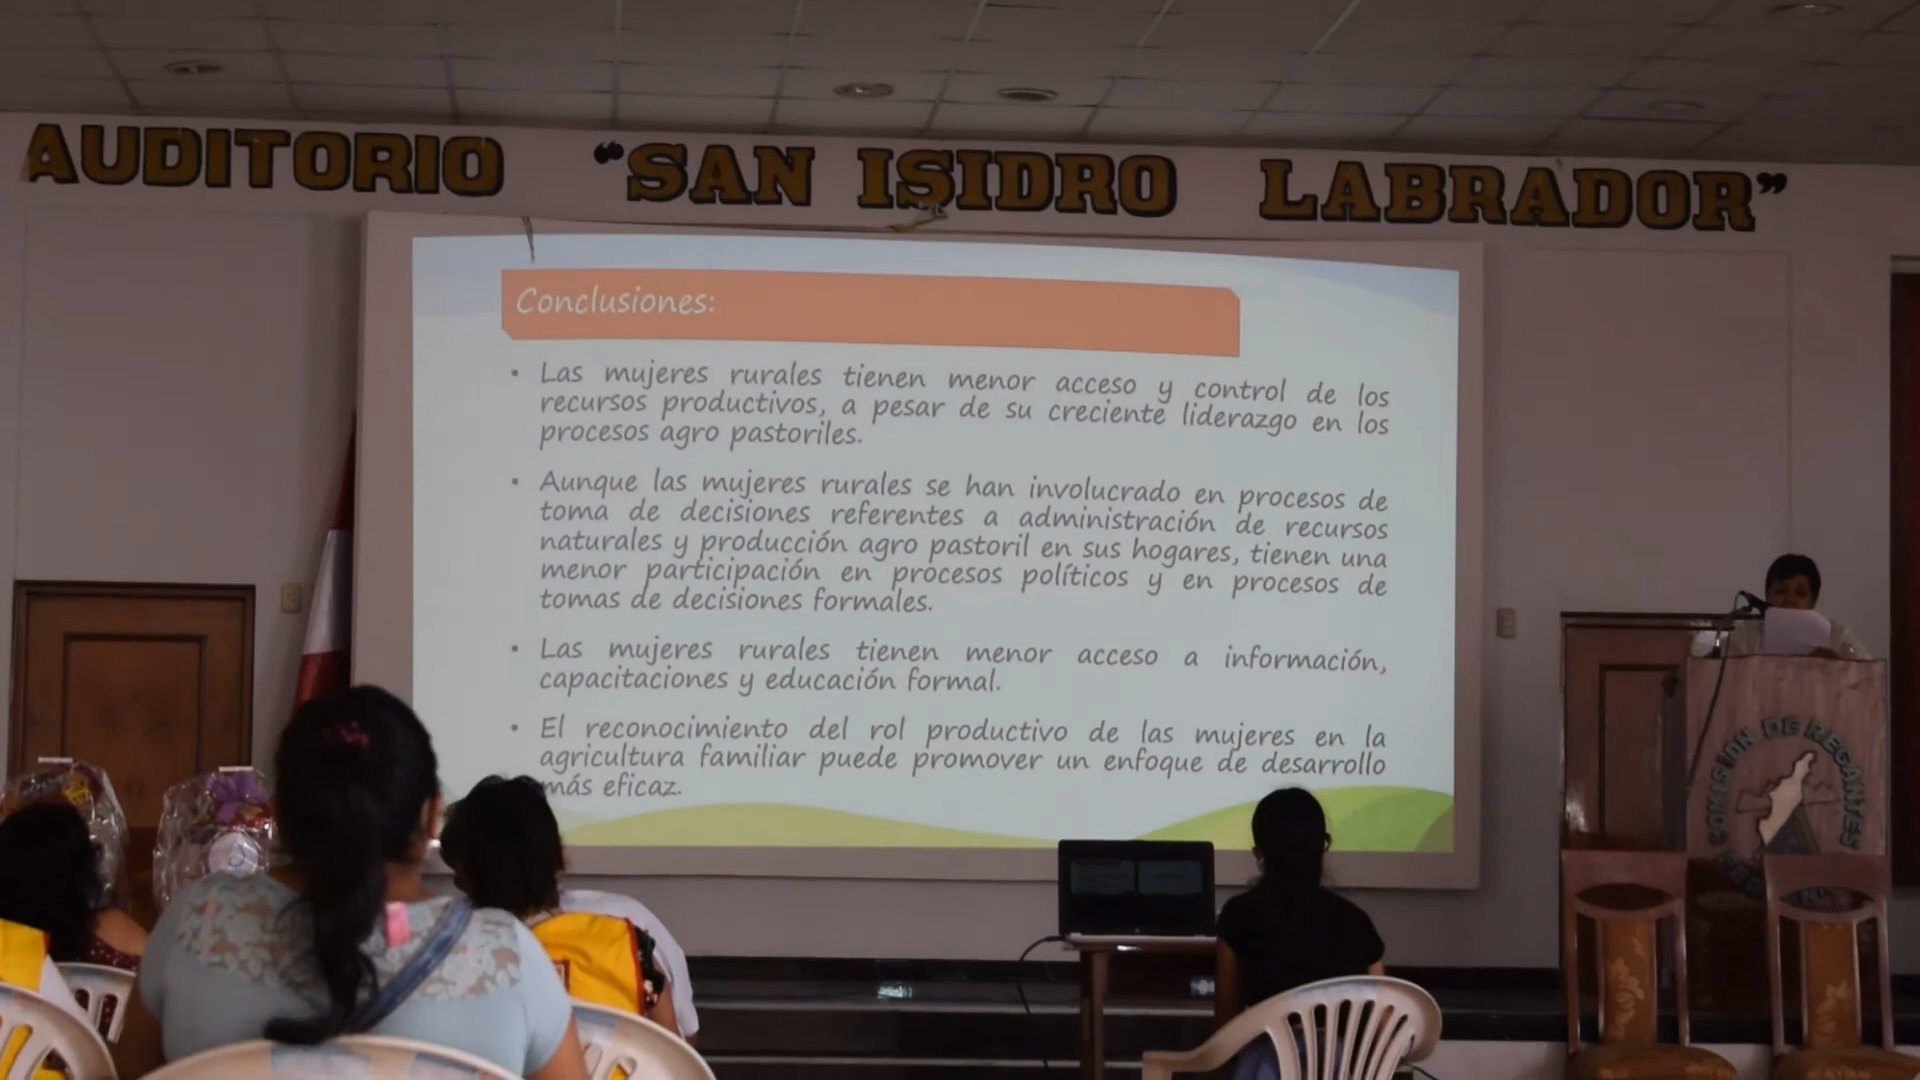 AUDITORIO “SAN ISIDRO LABRADOR”
Conclusiones:
• Las mujeres rurales tienen menor acceso y control de los
recursos productivos, a pesar de su creciente liderazgo en los
procesos agro pastoriles.
• Aunque las mujeres rurales se han involucrado en procesos de
toma de decisiones referentes a administración de recursos
naturales y producción agro pastoril en sus hogares, tienen una
menor participación en procesos políticos y en procesos de
tomas de decisiones formales.
• Las mujeres rurales tienen menor acceso a información,
capacitaciones y educación formal.
• El reconocimiento del rol productivo de las mujeres en la
agricultura familiar puede promover un enfoque de desarrollo
más eficaz.
COMISION DE REGANTES